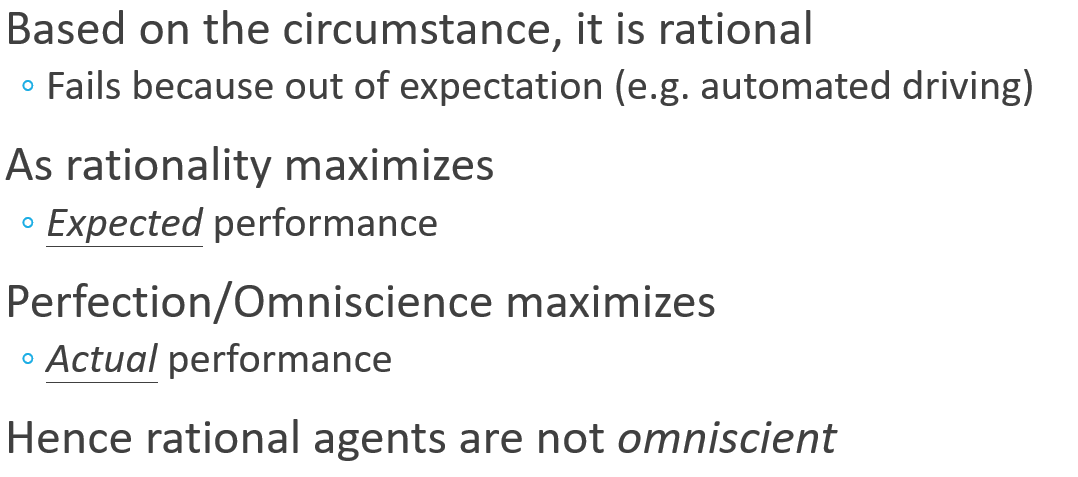 Based on the circumstance, it is rational
◦ Fails because out of expectation (e.g. automated driving)
As rationality maximizes
◦ Expected performance
Perfection/Omniscience maximizes
◦ Actual performance
Hence rational agents are not omniscient